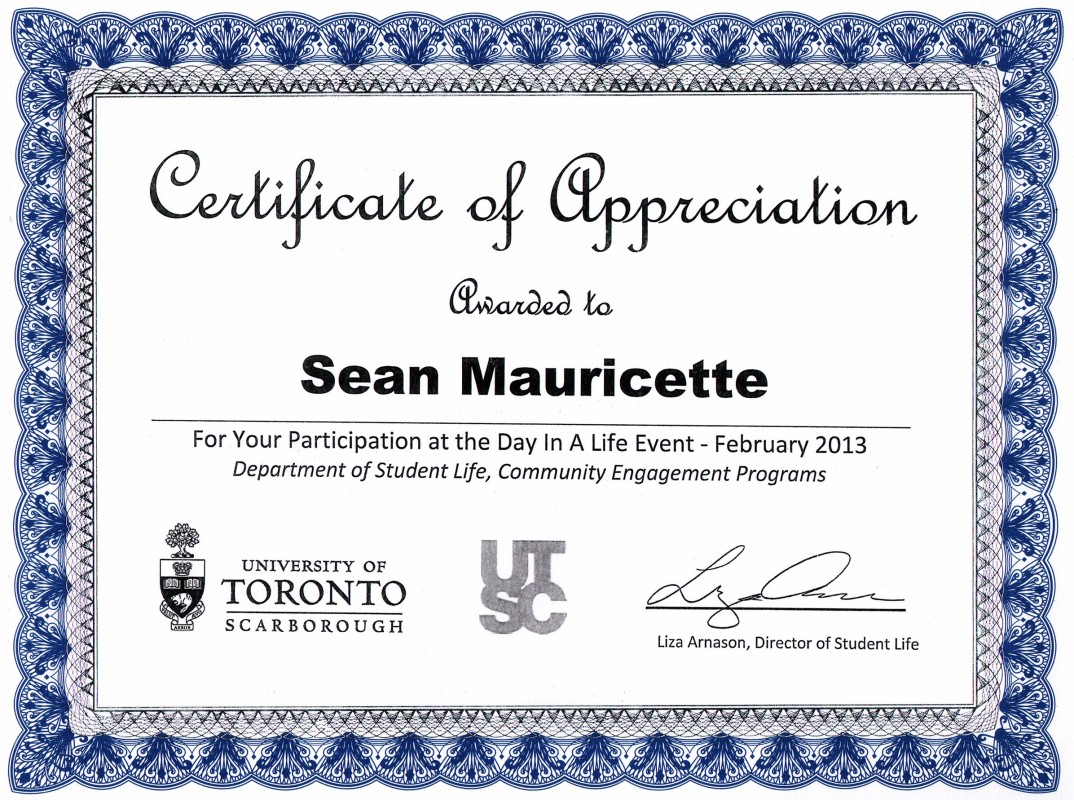 Certificate of Appreciation
Awarded to
Sean Mauricette
For Your Participation at the Day In A Life Event - February 2013
Department of Student Life, Community Engagement Programs
UNIVERSITY OF
TORONTO
SCARBOROUGH
UT
SC
Liza Arnason, Director of Student Life